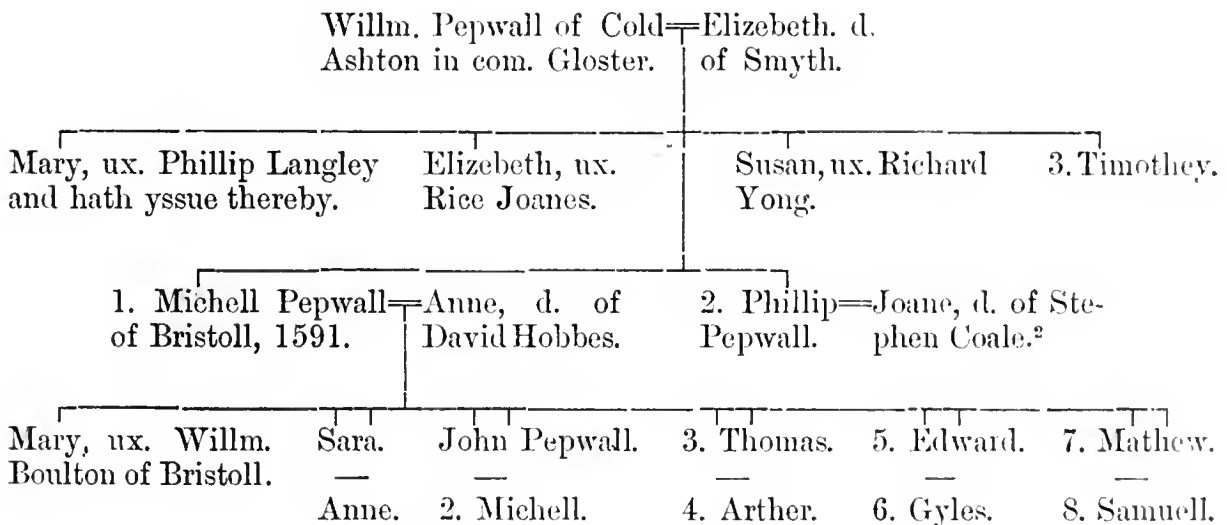 Willm. Pepwall of Cold=Elizebeth. d.
Ashton in com. Gloster. of Smyth.
Mary, ux. Phillip Langley Elizebeth, ux. Susan, ux. Richard 3. Timothey.
and hath yssue thereby. Rice Joanes. Yong.
1. Michell Pepwall=Anne, d. of 2. Phillip=Joane, d. of Ste-
of Bristoll, 1591. David Hobbes. Pepwall. phen Coale.²
Mary, ux. Willm. Sara. John Pepwall. 3. Thomas. 5. Edward. 7. Mathew.
Boulton of Bristoll. — — — — —
Anne. 2. Michell. 4. Arther. 6. Gyles. 8. Samuell.